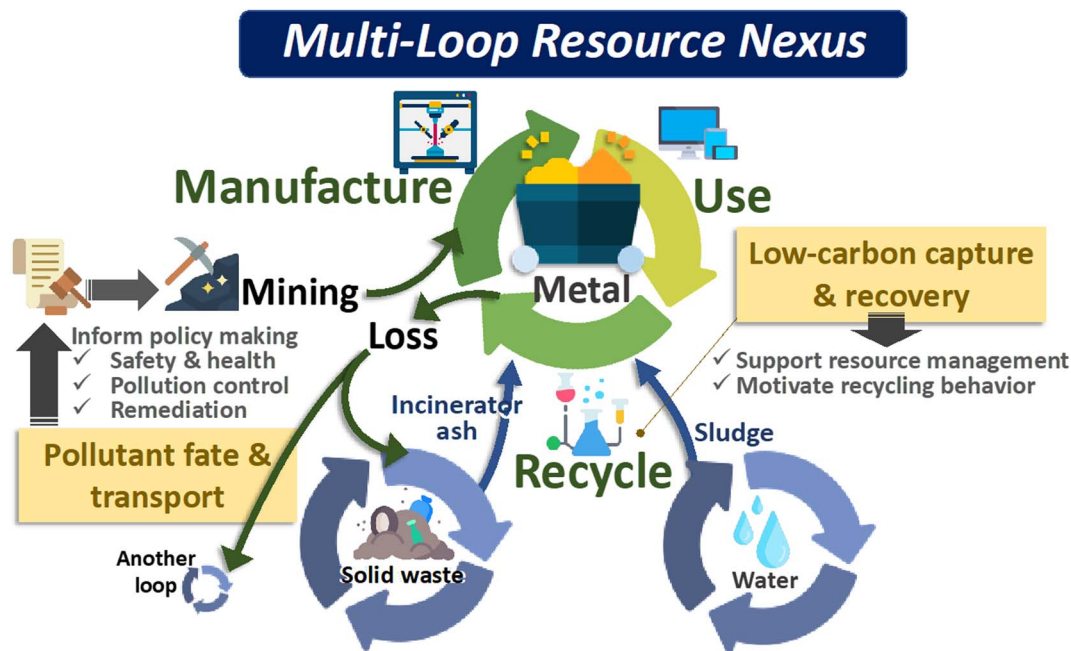 Multi-Loop Resource Nexus
Manufacture
Use
Metal
Mining
Loss
Inform policy making
✓ Safety & health
✓ Pollution control
✓ Remediation
Low-carbon capture
& recovery
✓ Support resource management
✓ Motivate recycling behavior
Pollutant fate &
transport
Incinerator
ash
Recycle
Sludge
Another
loop
Solid waste
Water